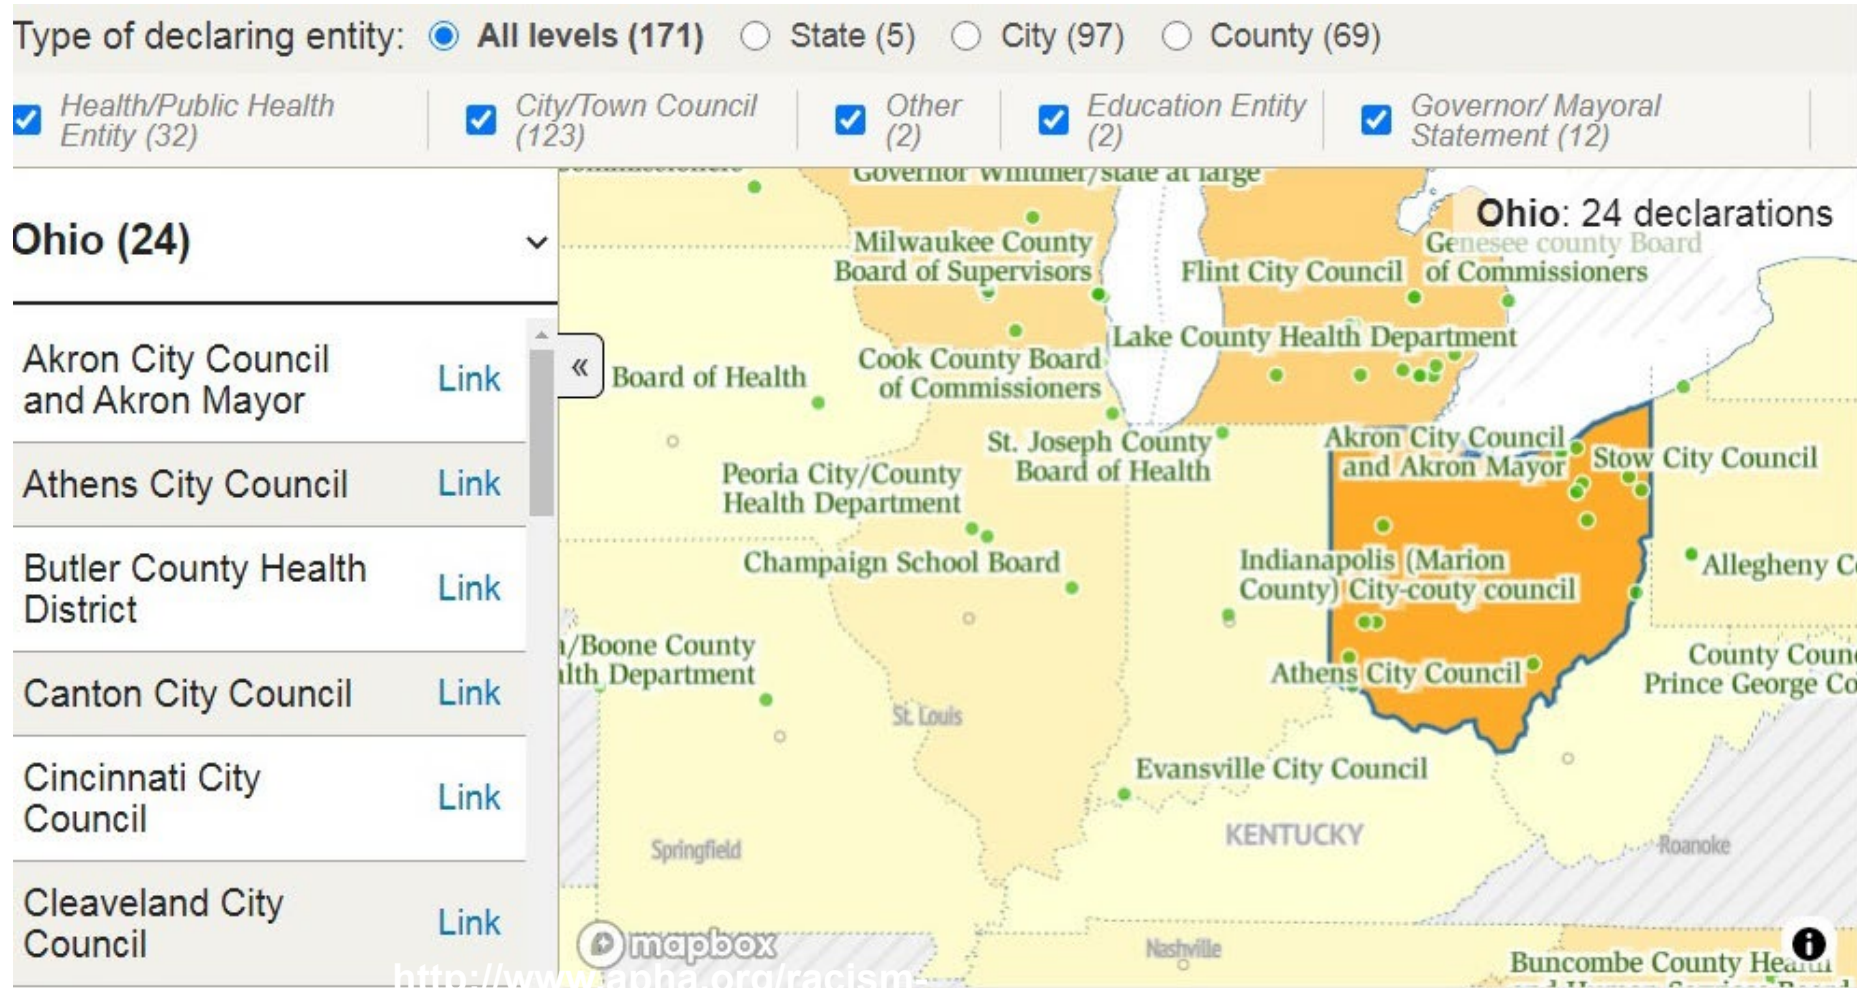 Type of declaring entity: All levels (171) State (5) City (97) County (69)
Health/Public Health
Entity (32)
City/Town Council
(123)
Other
(2)
Education Entity
(2)
Governor/ Mayoral
Statement (12)
Ohio (24)
Akron City Council
and Akron Mayor
Link
Athens City Council
Link
Butler County Health
District
Link
Canton City Council
Link
Cincinnati City
Council
Link
Cleaveland City
Council
Link
Governor Whitmer/state at large
Ohio: 24 declarations
Milwaukee County
Board of Supervisors
Flint City Council
Genesee county Board
of Commissioners
Lake County Health Department
«
Board of Health
Cook County Board
of Commissioners
St. Joseph County
Board of Health
Akron City Council
and Akron Mayor
Stow City Council
Peoria City/County
Health Department
Champaign School Board
Indianapolis (Marion
County) City-couty council
Allegheny
/Boone County
Department
Athens City Council
County
Prince George
St. Louis
Evansville City Council
KENTUCKY
Springfield
Roanoke
mapbox
Nashville
Buncombe County Health
http://www.apha.org/racism-